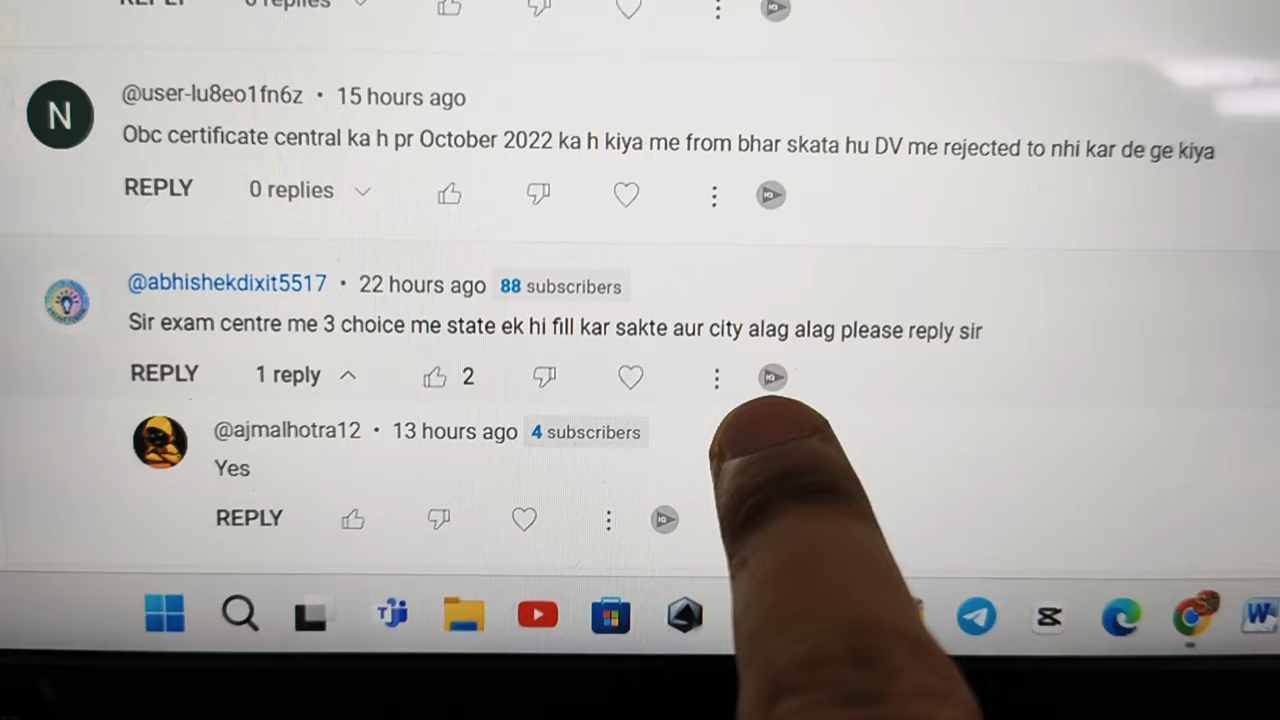 REPLY 0 replies
N
@user-lu8eo1fn6z • 15 hours ago
Obc certificate central ka h pr October 2022 ka h kiya me from bhar skata hu DV me rejected to nhi kar de ge kiya
REPLY 0 replies
@abhishekdixit5517 • 22 hours ago 88 subscribers
Sir exam centre me 3 choice me state ek hi fill kar sakte aur city alag alag please reply sir
REPLY 1 reply 2
@ajmalhotra12 • 13 hours ago 4 subscribers
Yes
REPLY